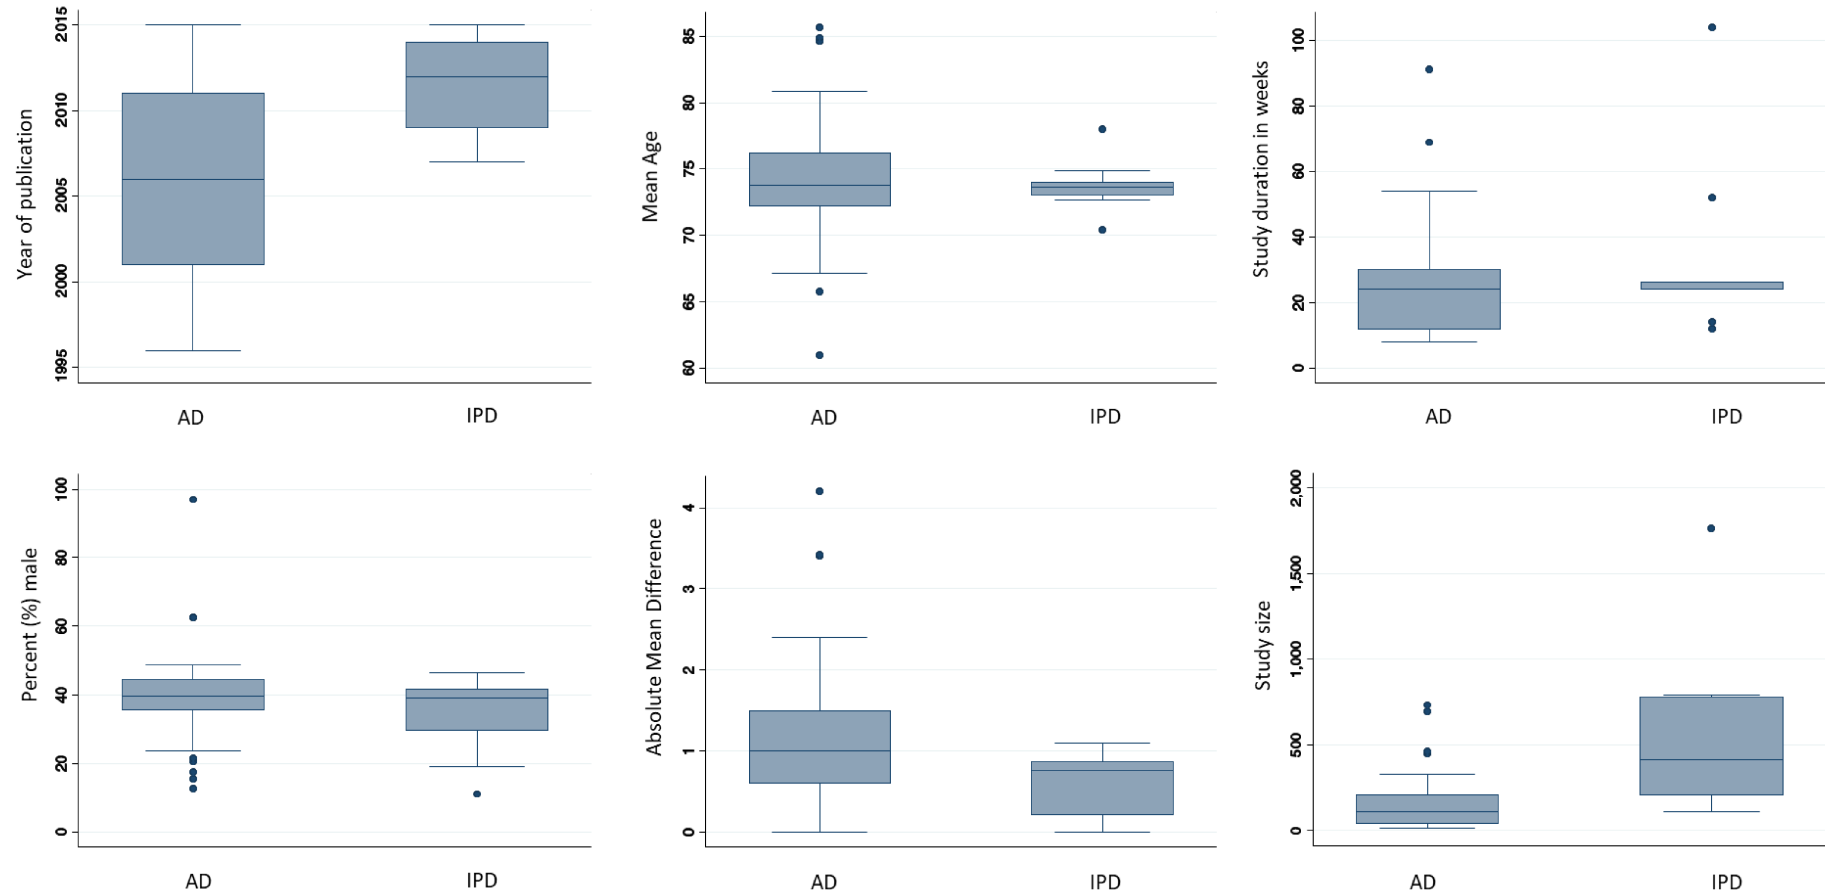 Year of publication
2015
2010
2005
2000
1995
AD
IPD
Mean Age
85
80
75
70
65
60
AD
IPD
Study duration in weeks
100
80
60
40
20
0
AD
IPD
Percent (%) male
100
80
60
40
20
0
AD
IPD
Absolute Mean Difference
4
3
2
1
0
AD
IPD
Study size
2,000
1,500
1,000
500
0
AD
IPD